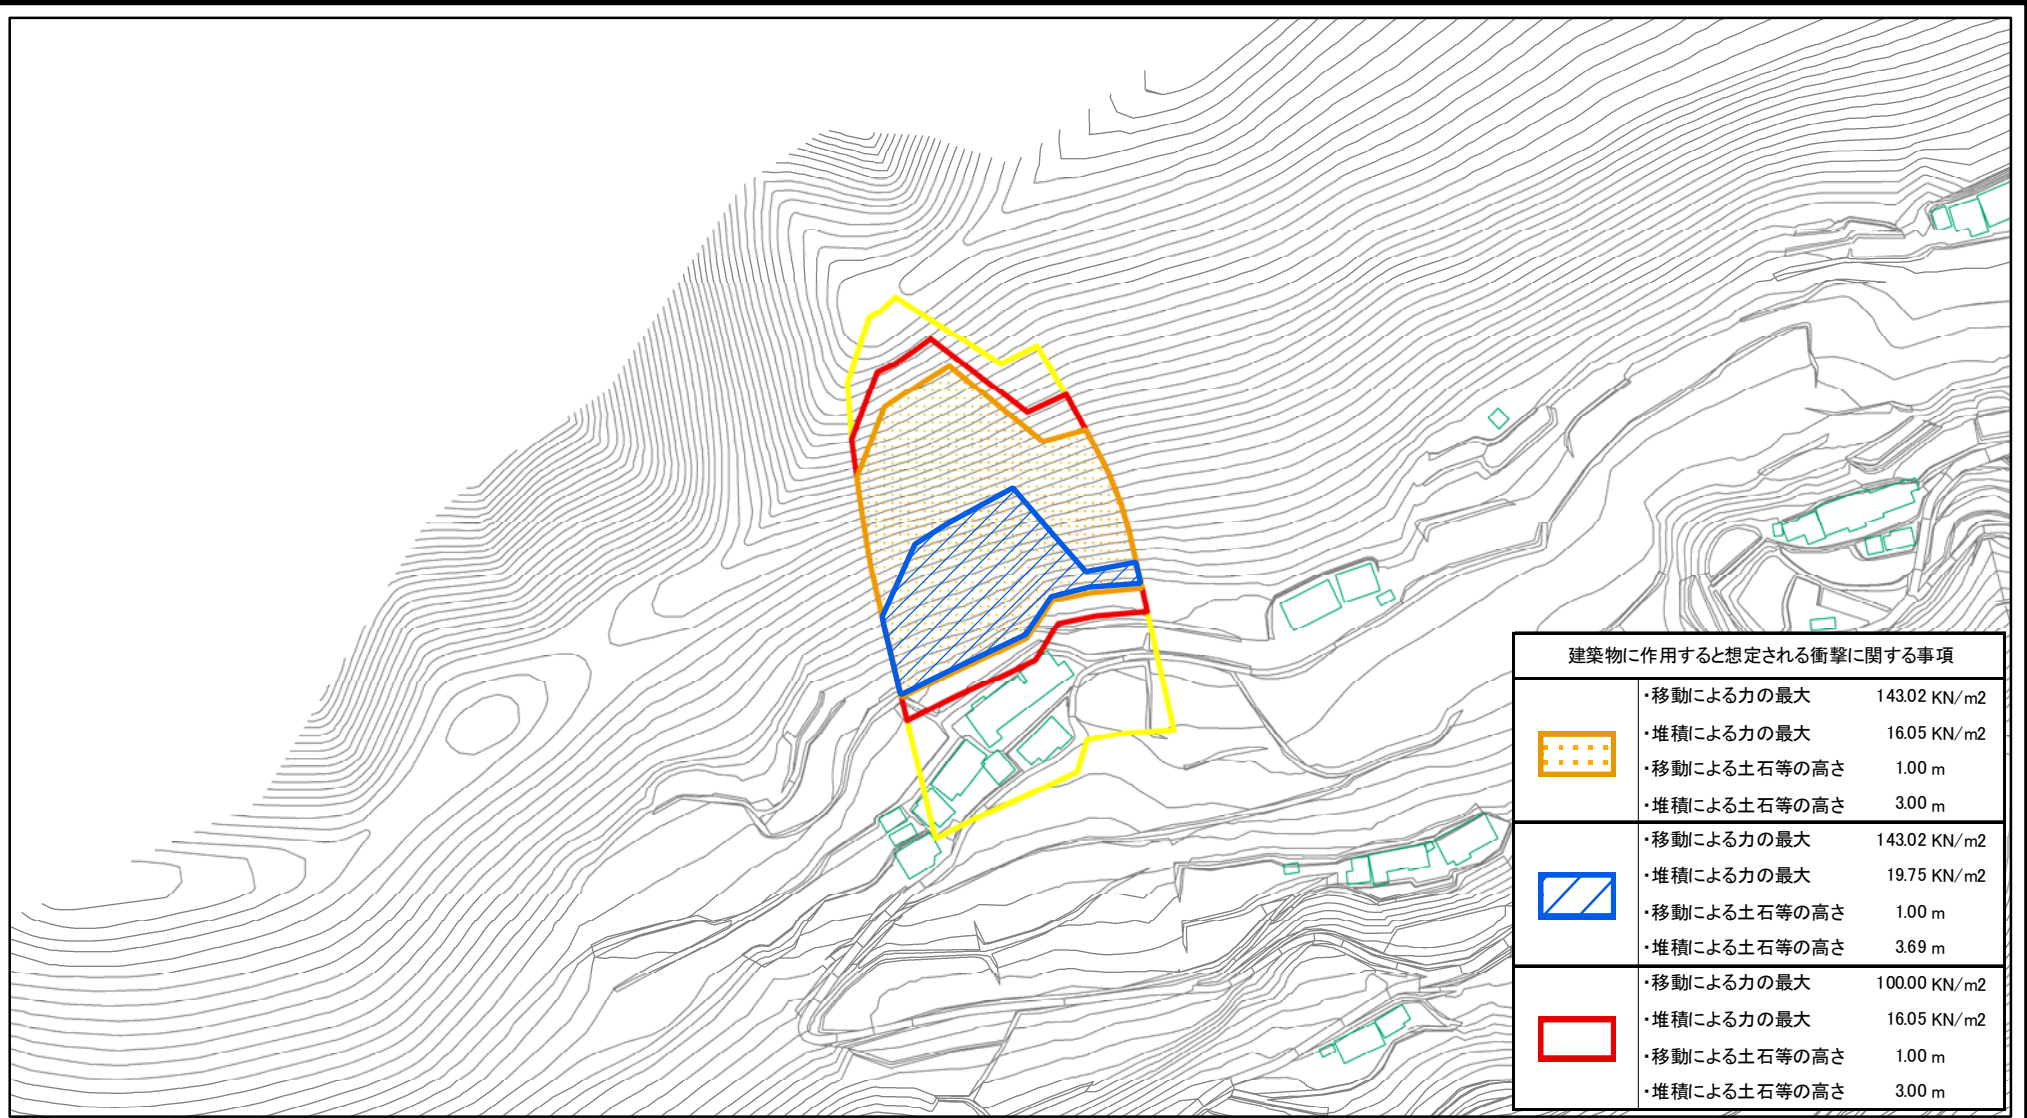 建築物に作用すると想定される衝撃に関する事項
・移動による力の最大 143.02 KN/m2
・堆積による力の最大 16.05 KN/m2
・移動による土石等の高さ 1.00 m
・堆積による土石等の高さ 3.00 m
・移動による力の最大 143.02 KN/m2
・堆積による力の最大 19.75 KN/m2
・移動による土石等の高さ 1.00 m
・堆積による土石等の高さ 3.69 m
・移動による力の最大 100.00 KN/m2
・堆積による力の最大 16.05 KN/m2
・移動による土石等の高さ 1.00 m
・堆積による土石等の高さ 3.00 m